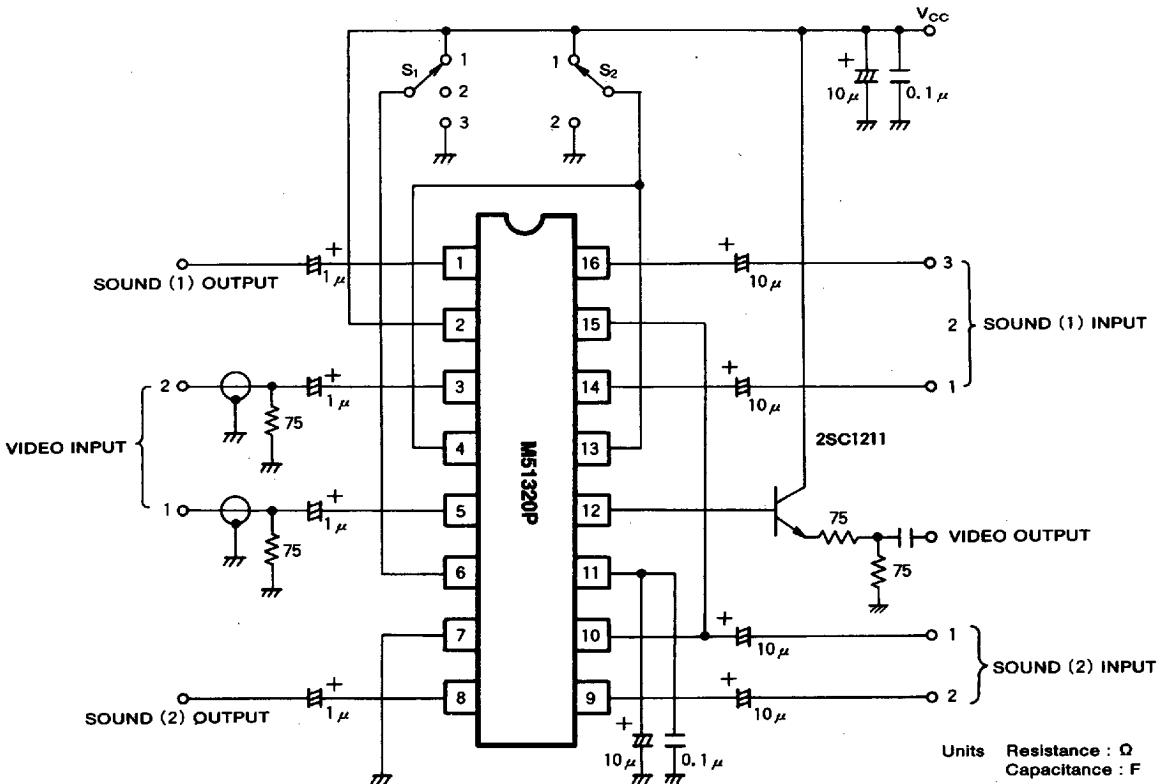 VCC
S1
1
2
3
1
S2
2
+
10μ
0.1μ
+
1μ
SOUND (1) OUTPUT
1
16
+
10μ
3
2
15
2
SOUND (1) INPUT
2
75
+
1μ
3
14
+
10μ
1
VIDEO INPUT
4
13
2SC1211
M51320P
1
75
+
1μ
5
12
75
VIDEO OUTPUT
75
6
11
7
10
+
10μ
1
SOUND (2) INPUT
SOUND (2) OUTPUT
+
1μ
8
9
+
10μ
2
+
10μ
0.1μ
Units Resistance : Ω
Capacitance : F